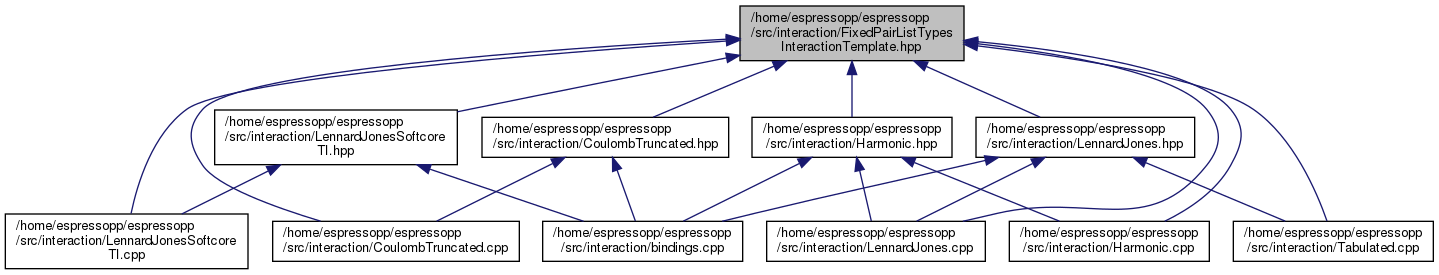 /home/espressopp/espressopp
/src/interaction/FixedPairListTypes
InteractionTemplate.hpp
/home/espressopp/espressopp
/src/interaction/LennardJonesSoftcore
TI.hpp
/home/espressopp/espressopp
/src/interaction/CoulombTruncated.hpp
/home/espressopp/espressopp
/src/interaction/Harmonic.hpp
/home/espressopp/espressopp
/src/interaction/LennardJones.hpp
/home/espressopp/espressopp
/src/interaction/LennardJonesSoftcore
TI.cpp
/home/espressopp/espressopp
/src/interaction/CoulombTruncated.cpp
/home/espressopp/espressopp
/src/interaction/bindings.cpp
/home/espressopp/espressopp
/src/interaction/LennardJones.cpp
/home/espressopp/espressopp
/src/interaction/Harmonic.cpp
/home/espressopp/espressopp
/src/interaction/Tabulated.cpp